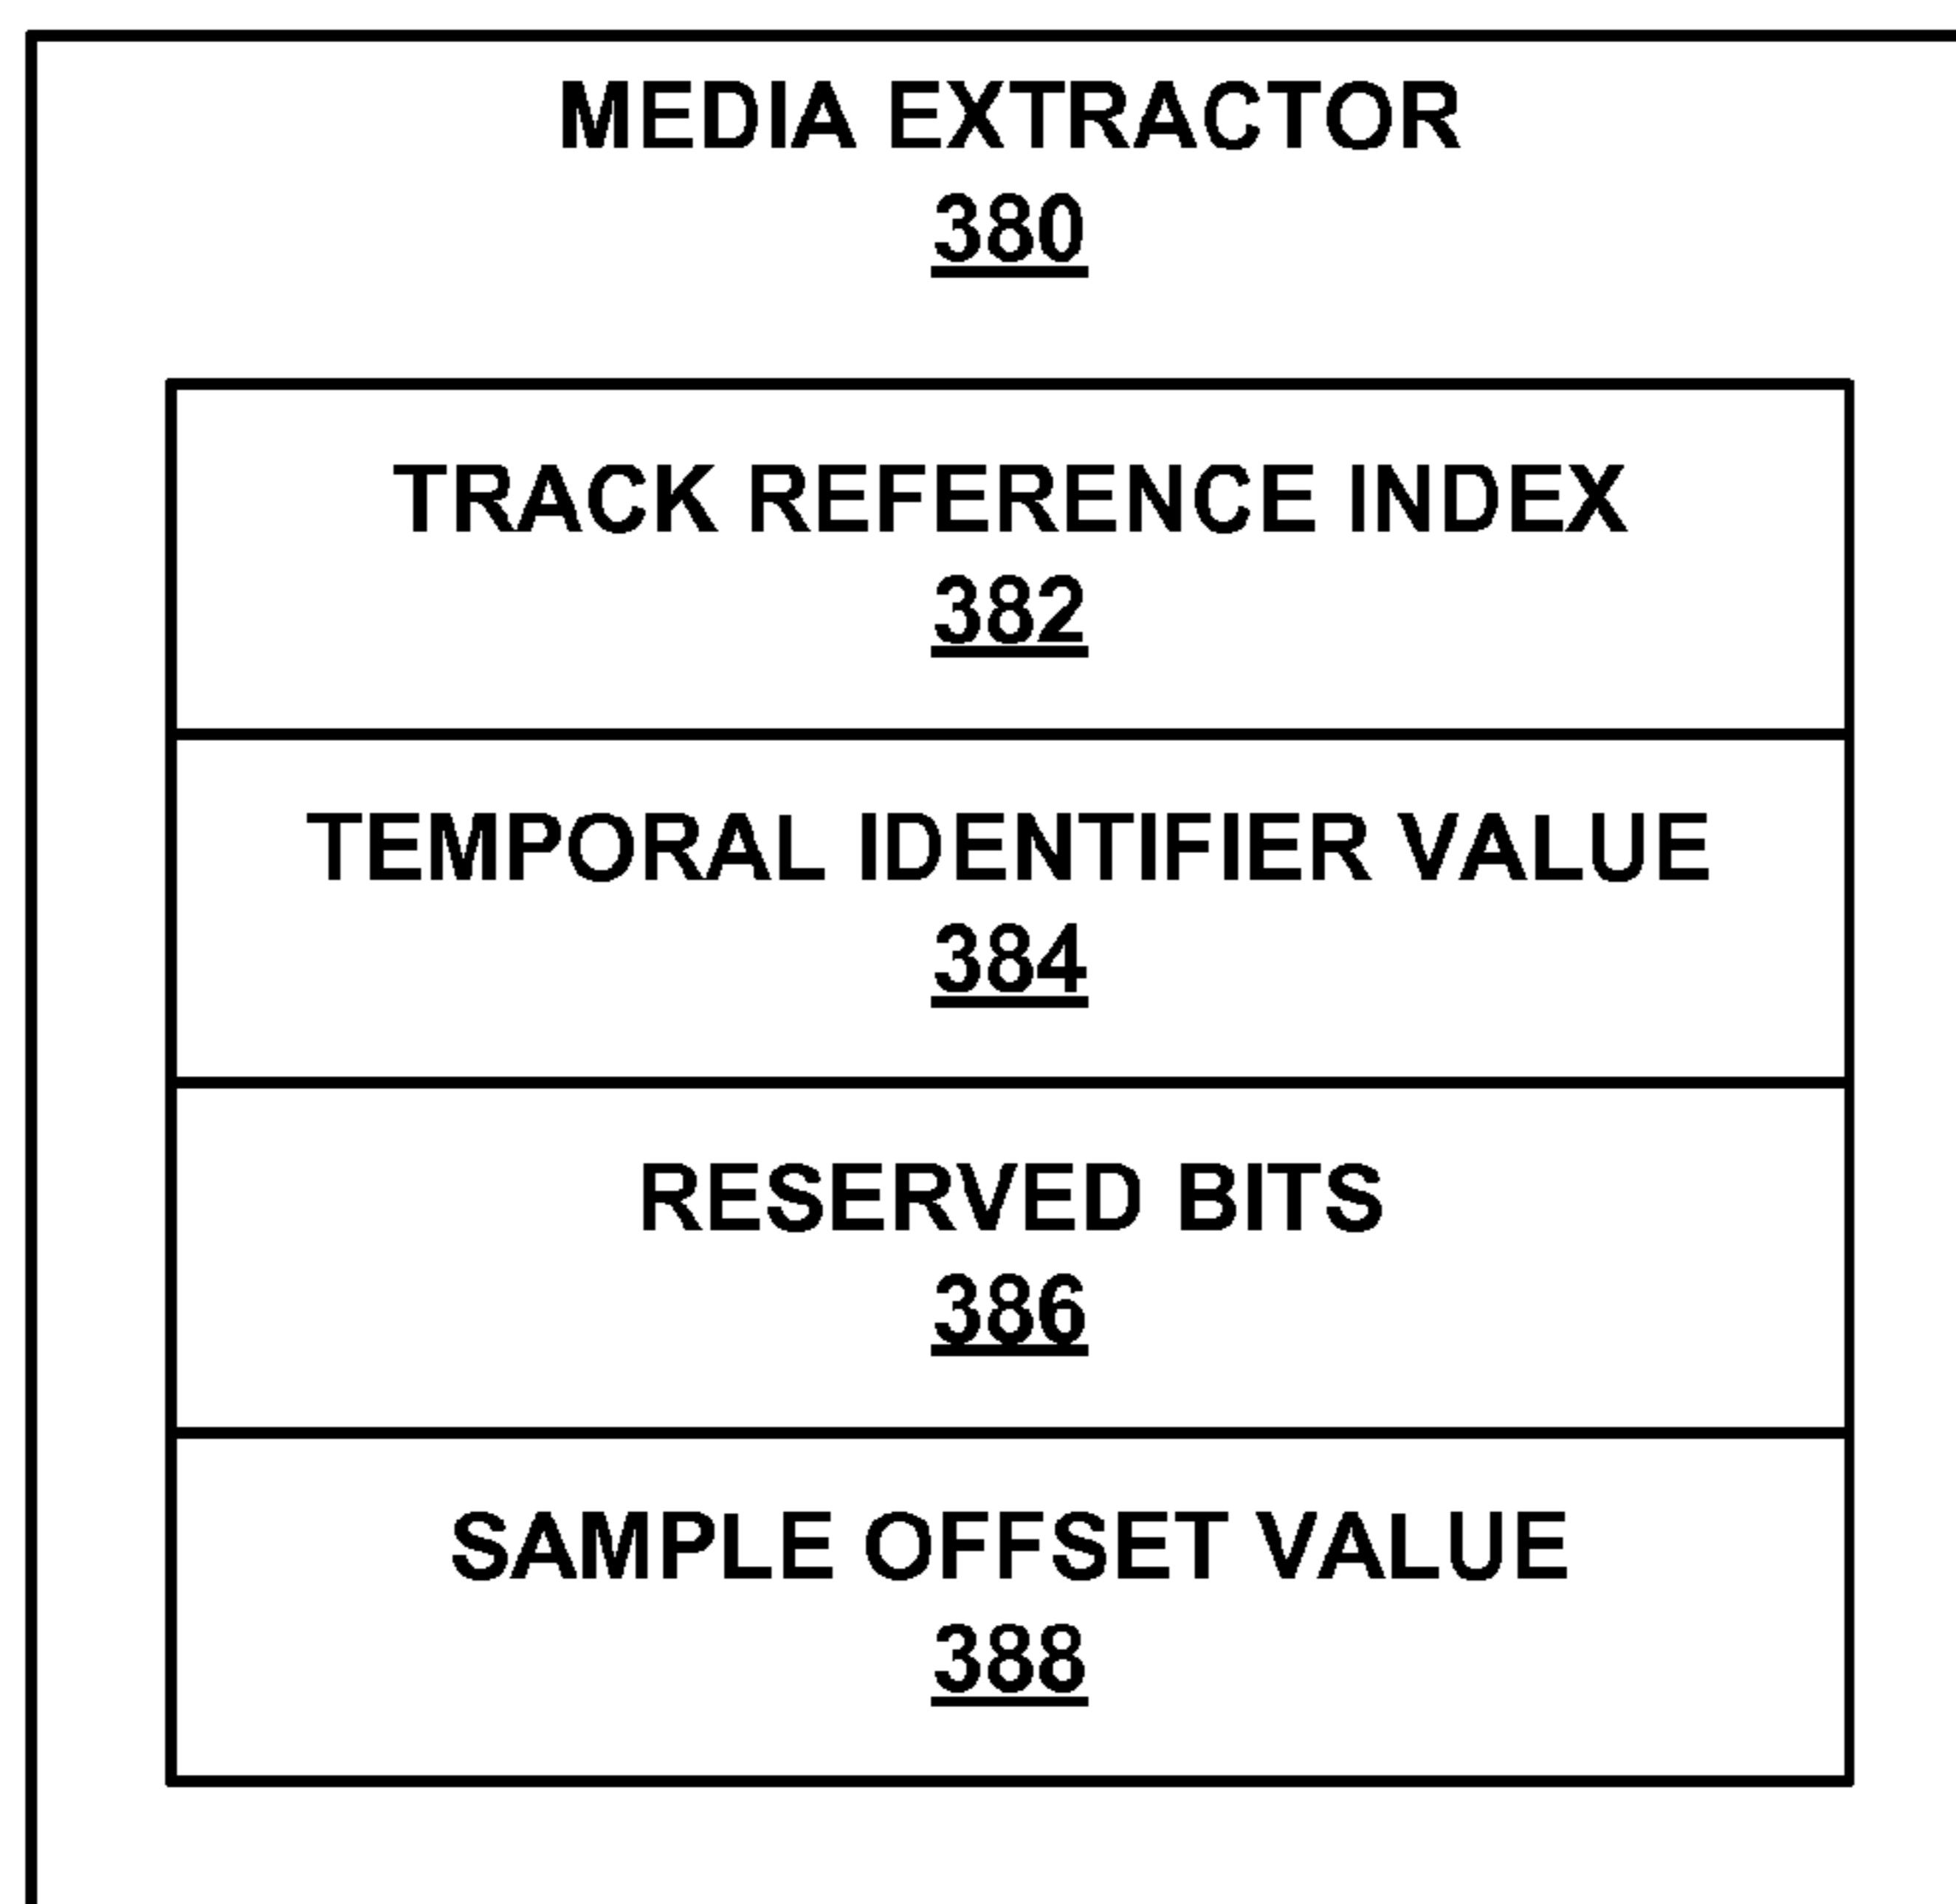 MEDIA EXTRACTOR
380
TRACK REFERENCE INDEX
382
TEMPORAL IDENTIFIER VALUE
384
RESERVED BITS
386
SAMPLE OFFSET VALUE
388